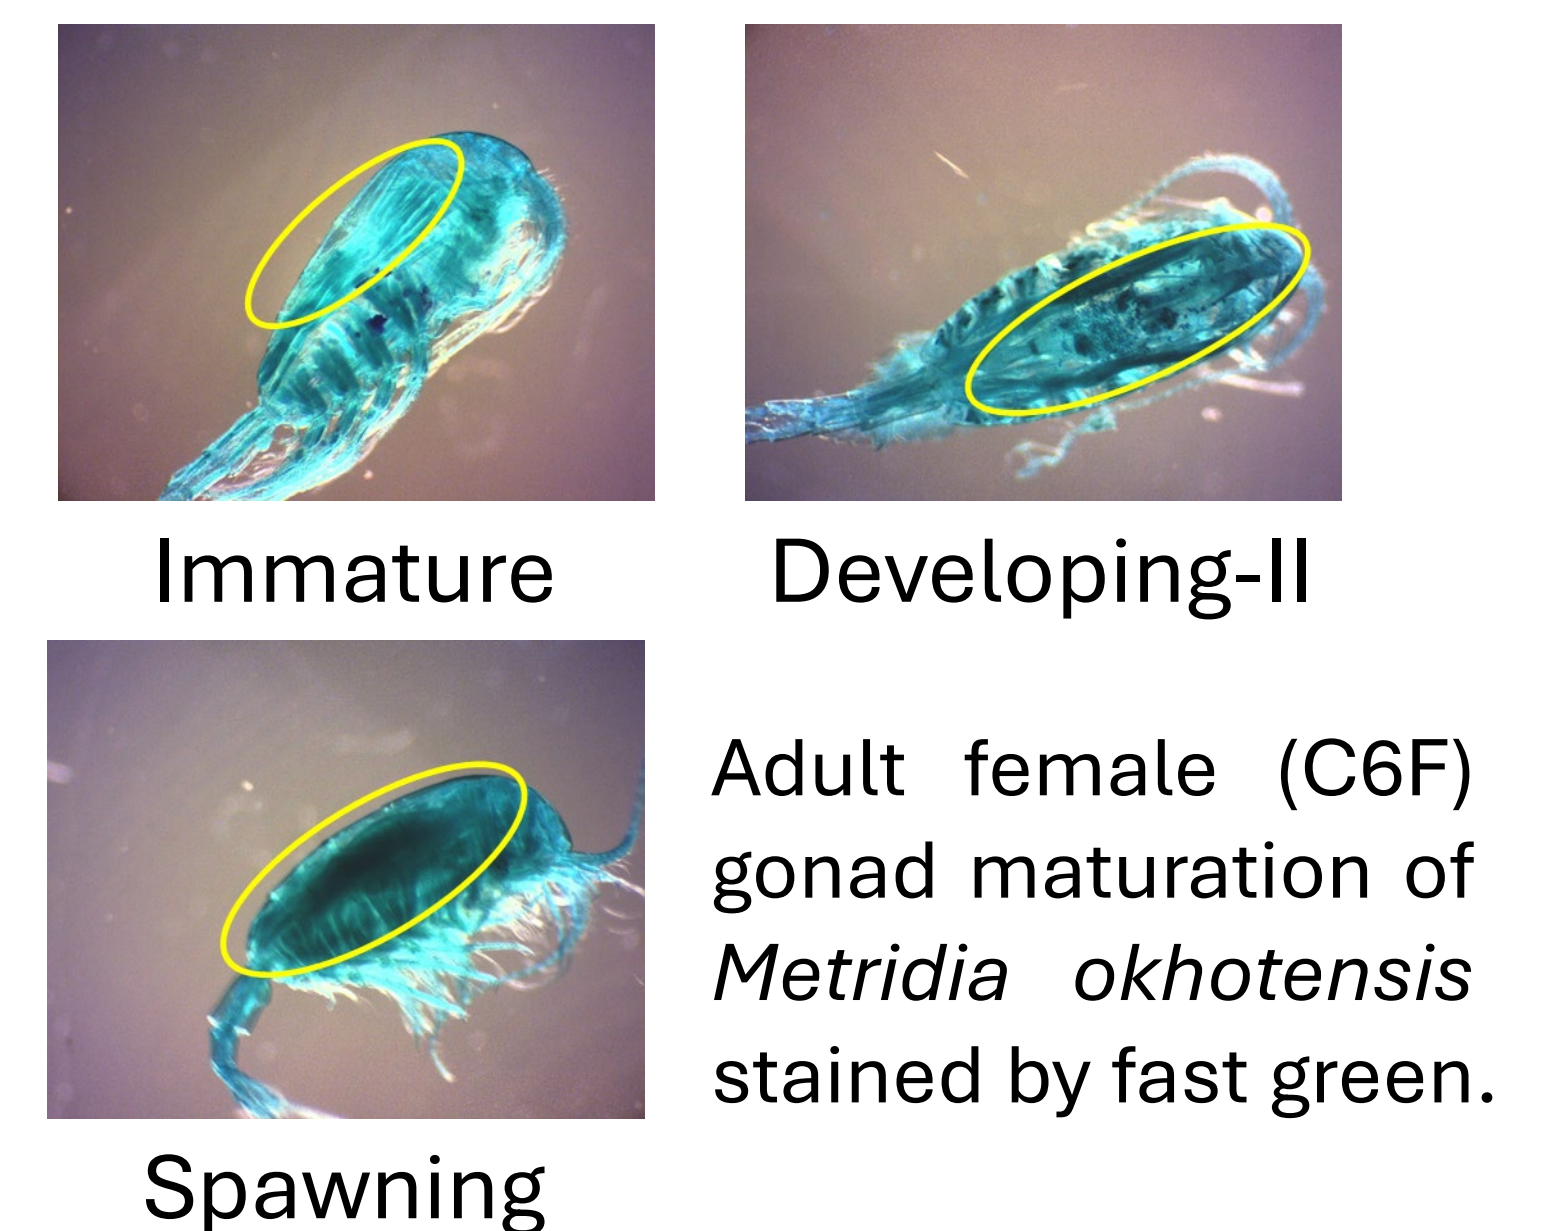 Immature
Developing-II
Spawning
Adult female (C6F)
gonad maturation of
Metridia okhotensis
stained by fast green.